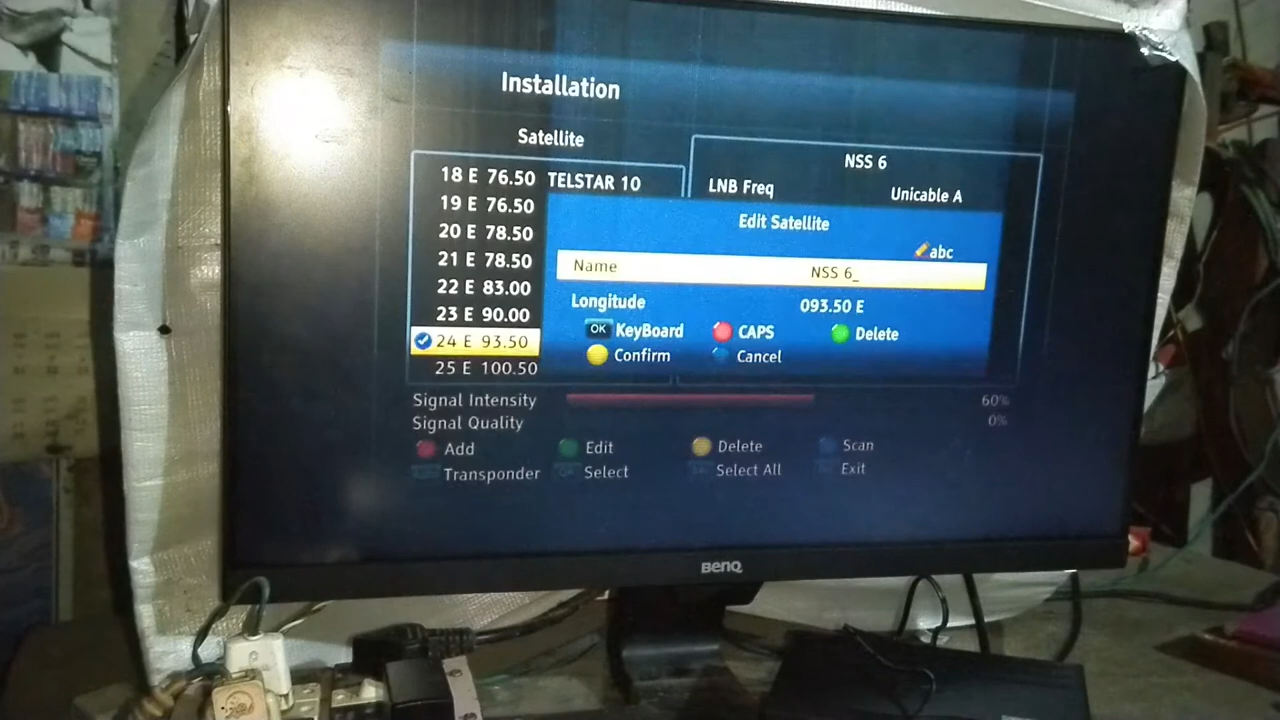 Installation
Satellite
18 E 76.50 TELSTAR 10
19 E 76.50
20 E 78.50
21 E 78.50
22 E 83.00
23 E 90.00
24 E 93.50
25 E 100.50
NSS 6
LNB Freq Unicable A
Edit Satellite
abc
Name NSS 6_
Longitude 093.50 E
OK KeyBoard CAPS Delete
Confirm Cancel
Signal Intensity 60%
Signal Quality 0%
Add Edit Delete Scan
Transponder Select Select All Exit
BenQ